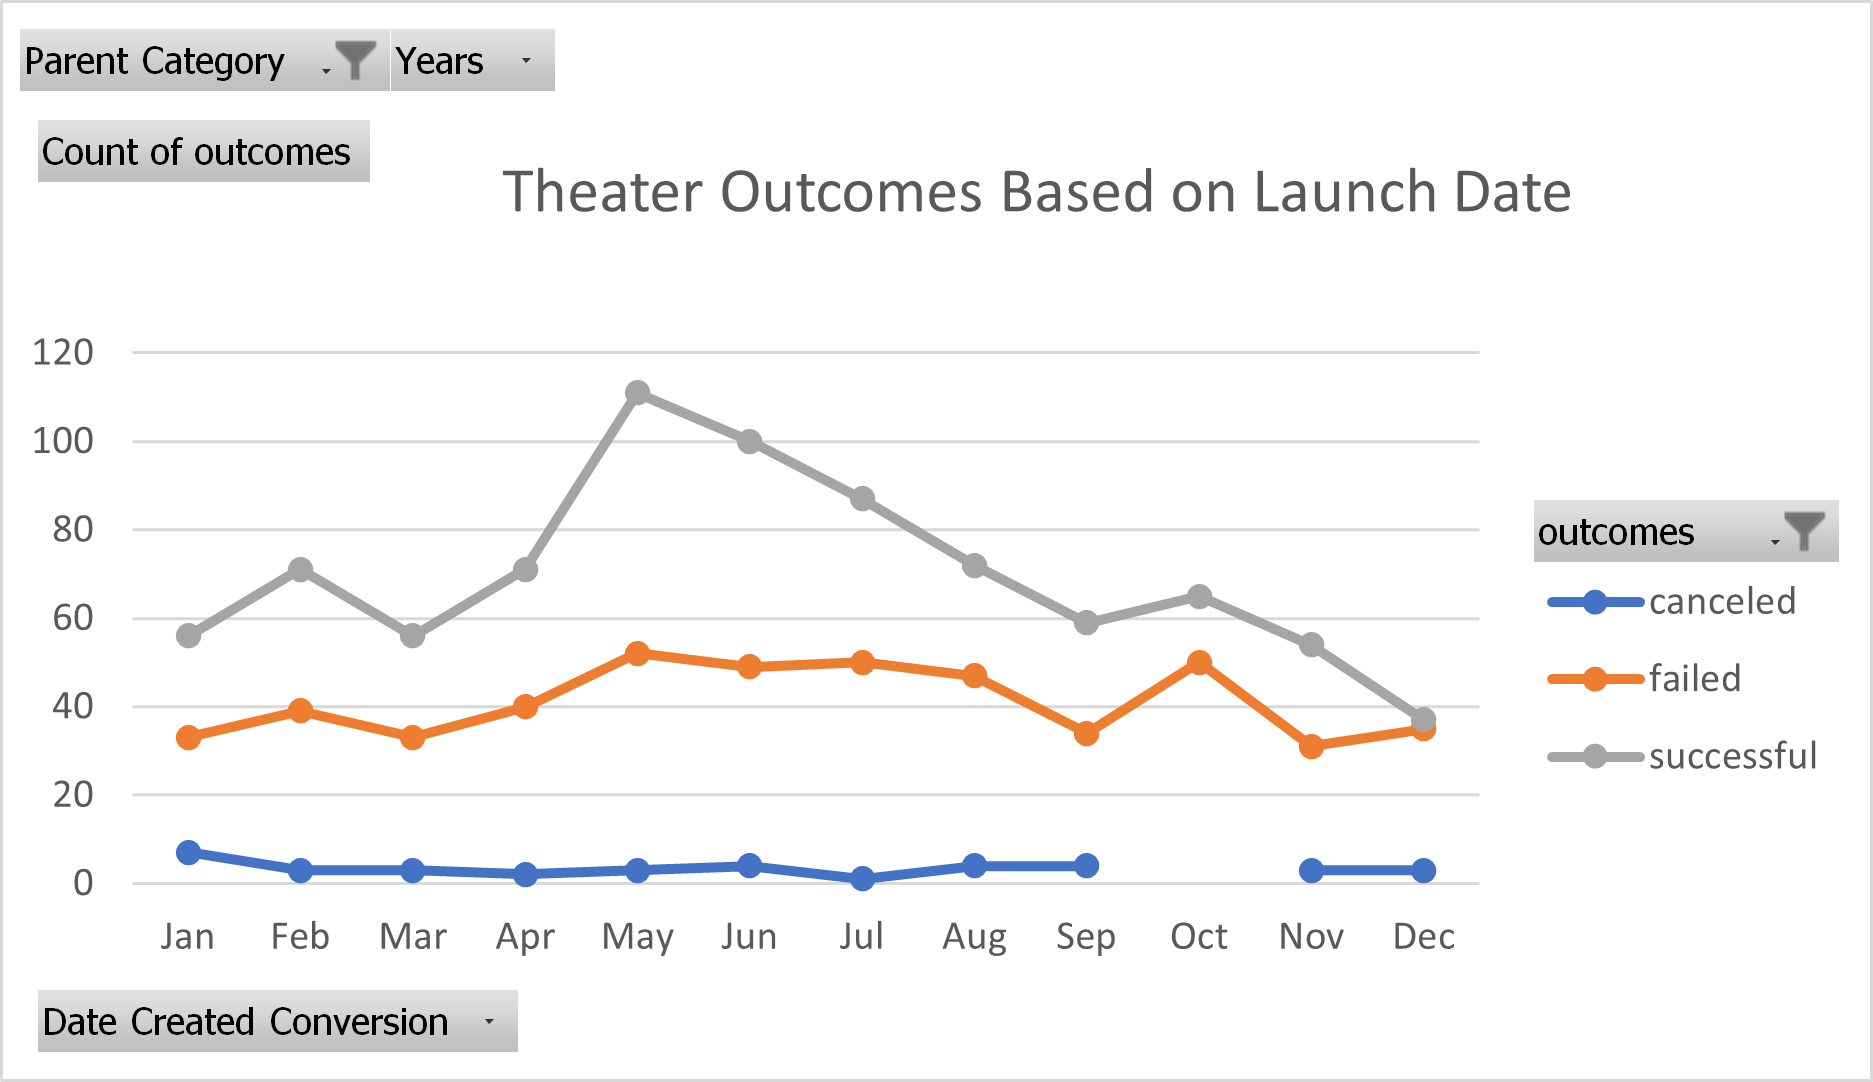 Parent Category Years
Count of outcomes
Theater Outcomes Based on Launch Date
120
100
80
60
40
20
0
Jan Feb Mar Apr May Jun Jul Aug Sep Oct Nov Dec
outcomes
canceled
failed
successful
Date Created Conversion